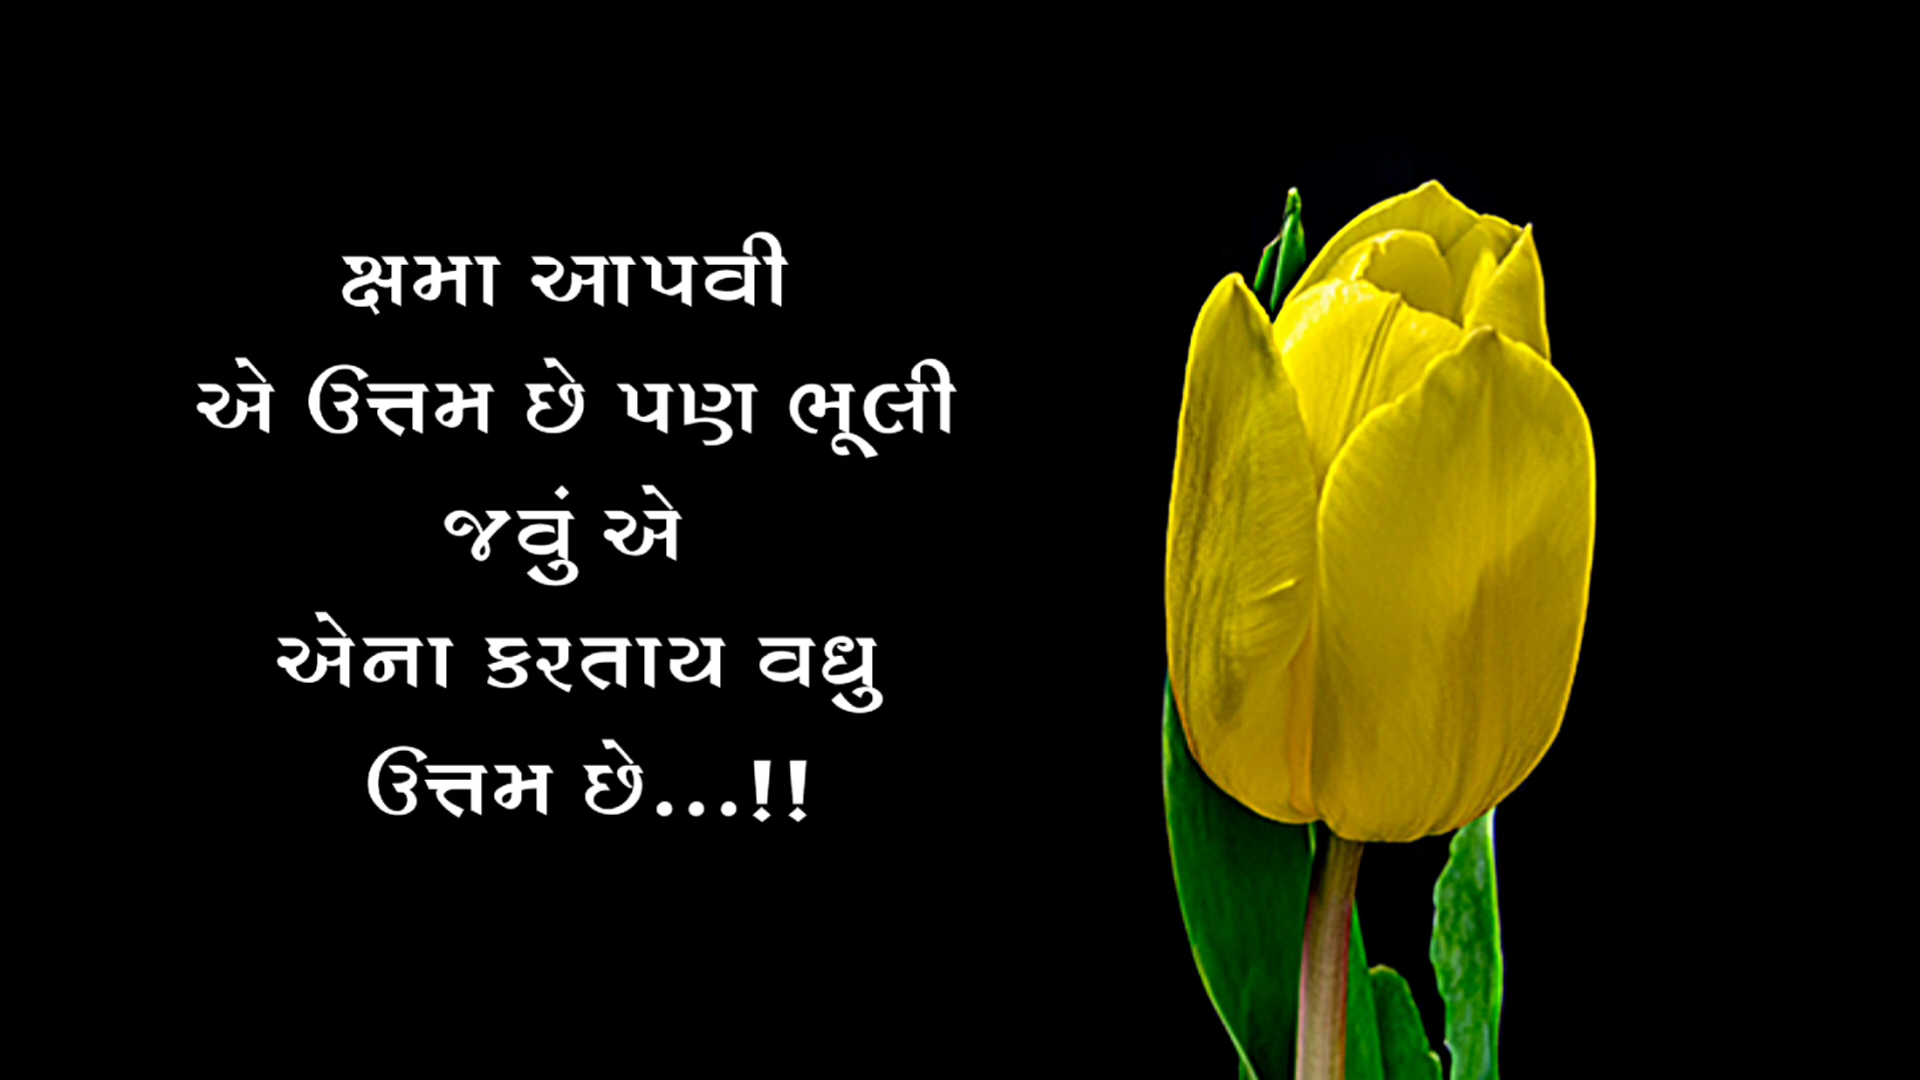 ક્ષમા આપવી
એ ઉત્તમ છે પણ ભૂલી
જવું એ
એના કરતાય વધુ
ઉત્તમ છે...!!